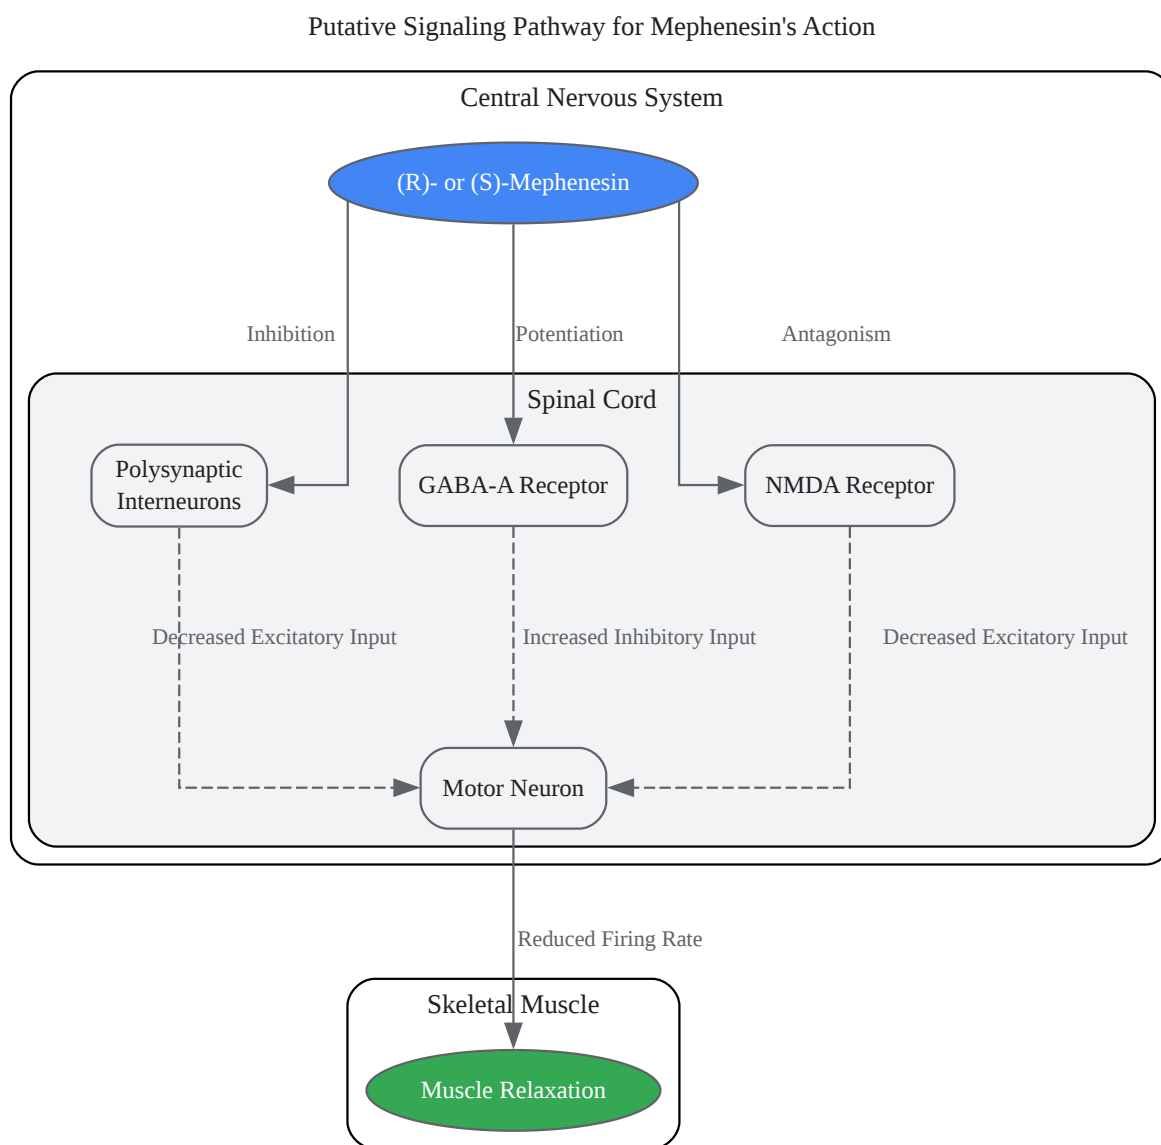 Putative Signaling Pathway for Mephenesin's Action
Central Nervous System
(R)- or (S)-Mephenesin
Inhibition
Potentiation
Antagonism
Spinal Cord
Polysynaptic
Interneurons
GABA-A Receptor
NMDA Receptor
Decreased Excitatory Input
Increased Inhibitory Input
Decreased Excitatory Input
Motor Neuron
Reduced Firing Rate
Skeletal Muscle
Muscle Relaxation